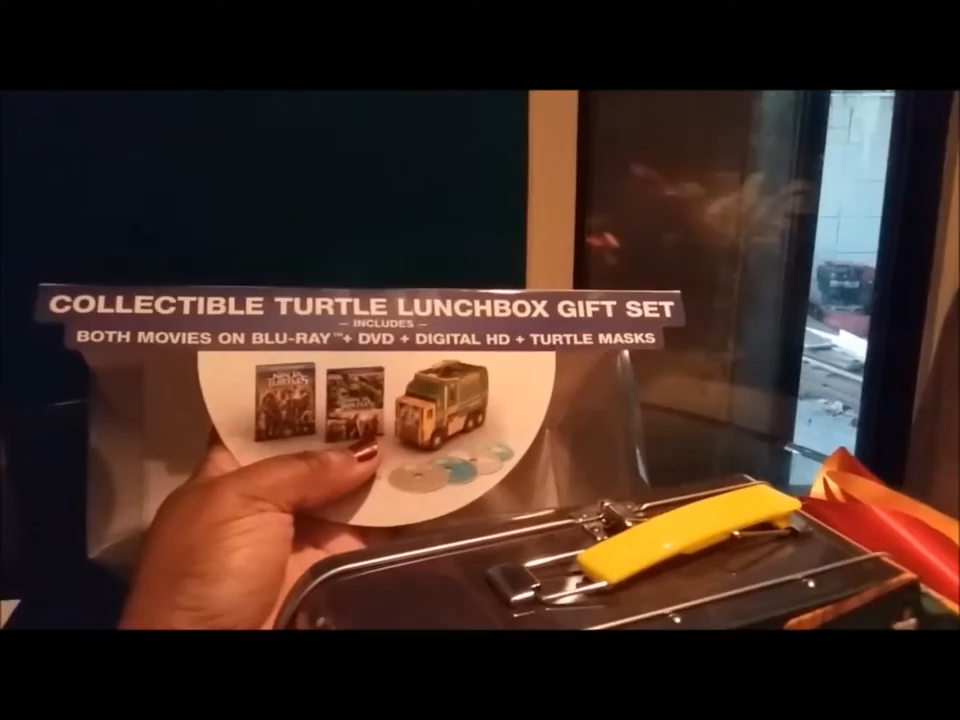 COLLECTIBLE TURTLE LUNCHBOX GIFT SET
— INCLUDES —
BOTH MOVIES ON BLU-RAY™+ DVD + DIGITAL HD + TURTLE MASKS